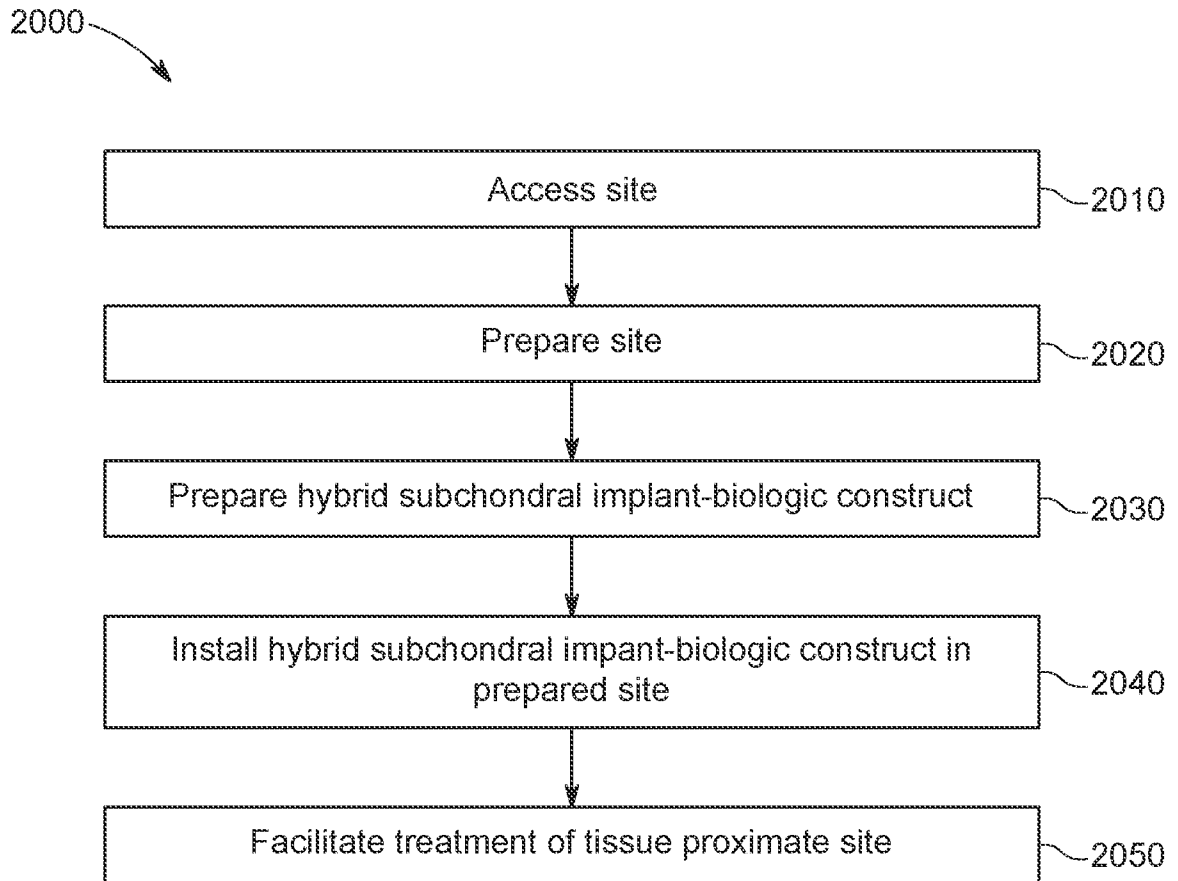 2000
Access site
2010
Prepare site
2020
Prepare hybrid subchondral implant-biologic construct
2030
Install hybrid subchondral impant-biologic construct in
prepared site
2040
Facilitate treatment of tissue proximate site
2050